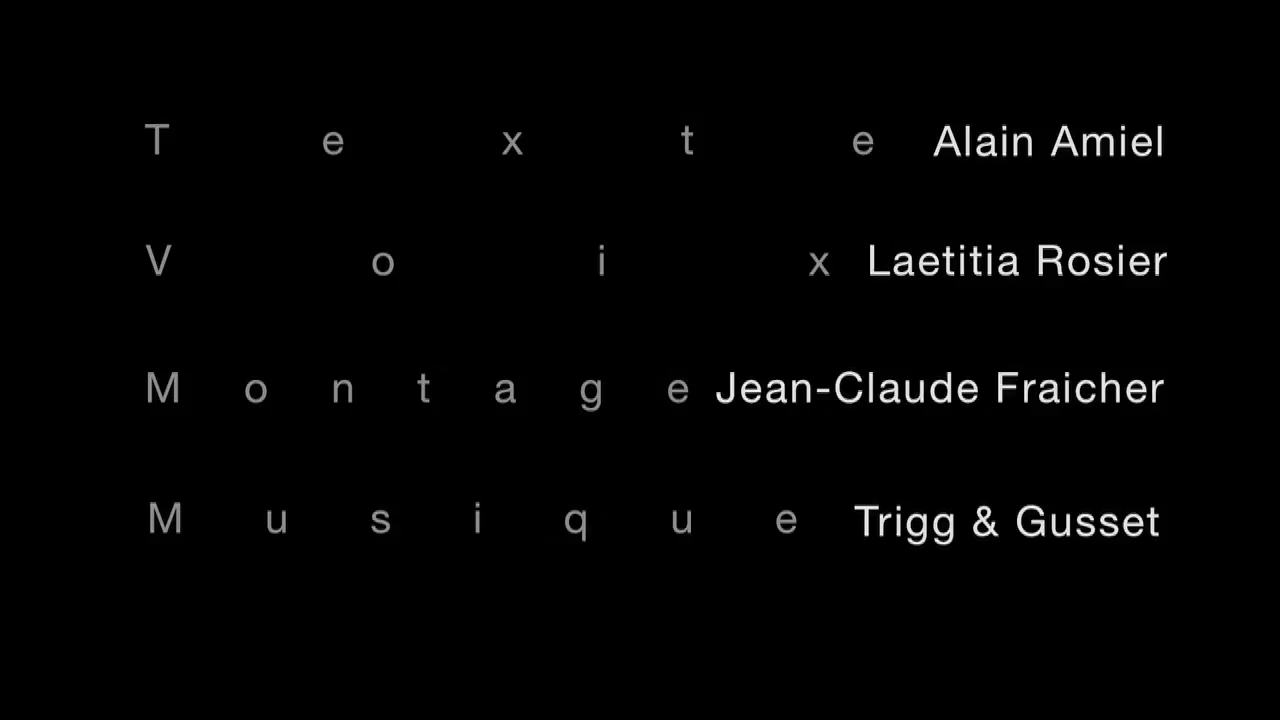 Texte Alain Amiel
Voix Laetitia Rosier
Montage Jean-Claude Fraicher
Musique Trigg & Gusset